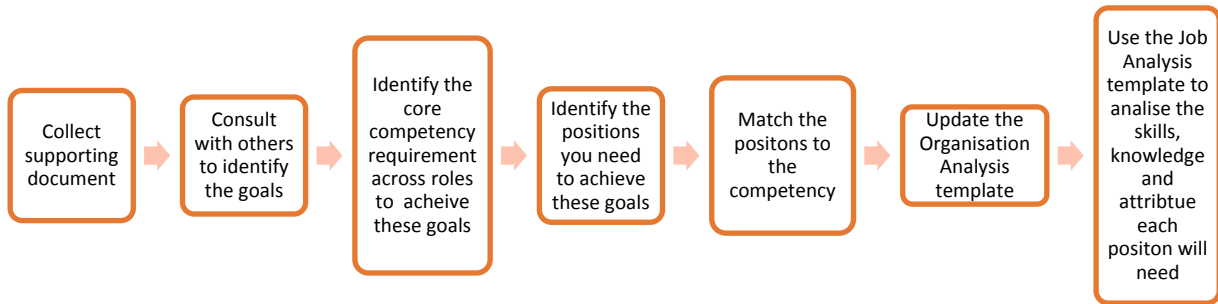 Collect
supporting
document
Consult
with others
to identify
the goals
Identify the
core
competency
requirement
across roles
to acheive
these goals
Identify the
positions
you need
to achieve
these goals
Match the
positons to
the
competency
Update the
Organisation
Analysis
template
Use the Job
Analysis
template to
analise the
skills,
knowledge
and
attribtue
each
positon will
need